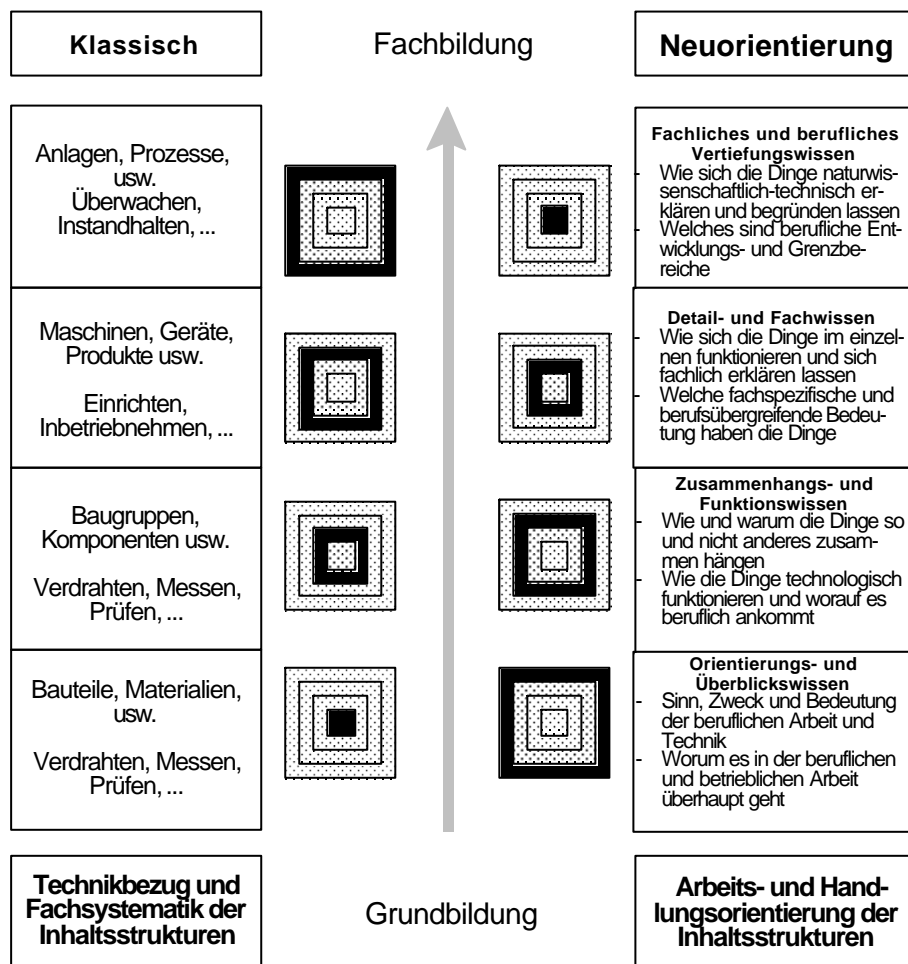 Klassisch
Fachbildung
Neuorientierung
Anlagen, Prozesse,
usw.
Überwachen,
Instandhalten, ...
Fachliches und berufliches
Vertiefungswissen
- Wie sich die Dinge naturwis-
senschaftlich-technisch er-
klären und begründen lassen
- Welches sind berufliche Ent-
wicklungs- und Grenzbe-
reiche
Maschinen, Geräte,
Produkte usw.
Einrichten,
Inbetriebnehmen, ...
Detail- und Fachwissen
- Wie sich die Dinge im einzel-
nen funktionieren und sich
fachlich erklären lassen
- Welche fachspezifische und
berufsübergreifende Bedeu-
tung haben die Dinge
Baugruppen,
Komponenten usw.
Verdrahten, Messen,
Prüfen, ...
Zusammenhangs- und
Funktionswissen
- Wie und warum die Dinge so
und nicht anderes zusam-
men hängen
- Wie die Dinge technologisch
funktionieren und worauf es
beruflich ankommt
Bauteile, Materialien,
usw.
Verdrahten, Messen,
Prüfen, ...
Orientierungs- und
Überblickswissen
- Sinn, Zweck und Bedeutung
der beruflichen Arbeit und
Technik
- Worum es in der beruflichen
und betrieblichen Arbeit
überhaupt geht
Technikbezug und
Fachsystematik der
Inhaltsstrukturen
Grundbildung
Arbeits- und Hand-
lungsorientierung der
Inhaltsstrukturen